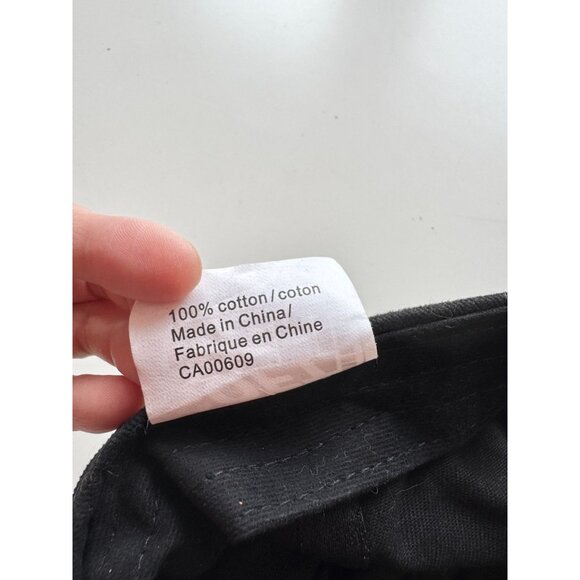 100% cotton/coton
Made in China/
Fabrique en Chine
CA00609